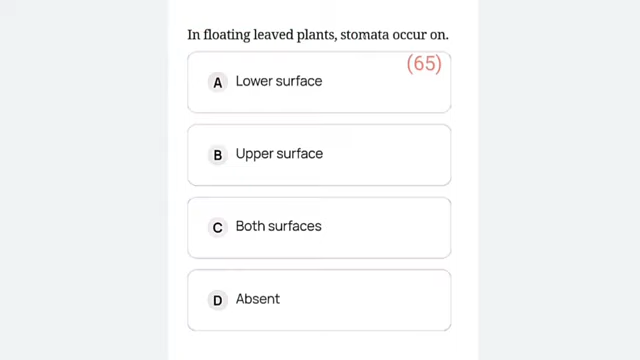 In floating leaved plants, stomata occur on.
(65)
A Lower surface
B Upper surface
C Both surfaces
D Absent